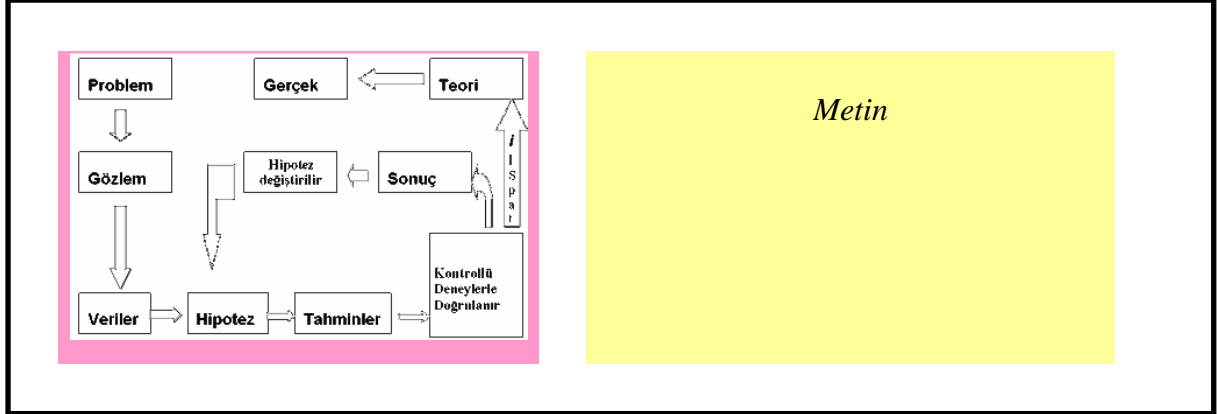 Problem
Gerçek
Teori
Metin
Gözlem
Hipotez
değiştirilir
Sonuç
İspat
Kontrollü
Deneylerle
Doğrulanır
Veriler
Hipotez
Tahminler